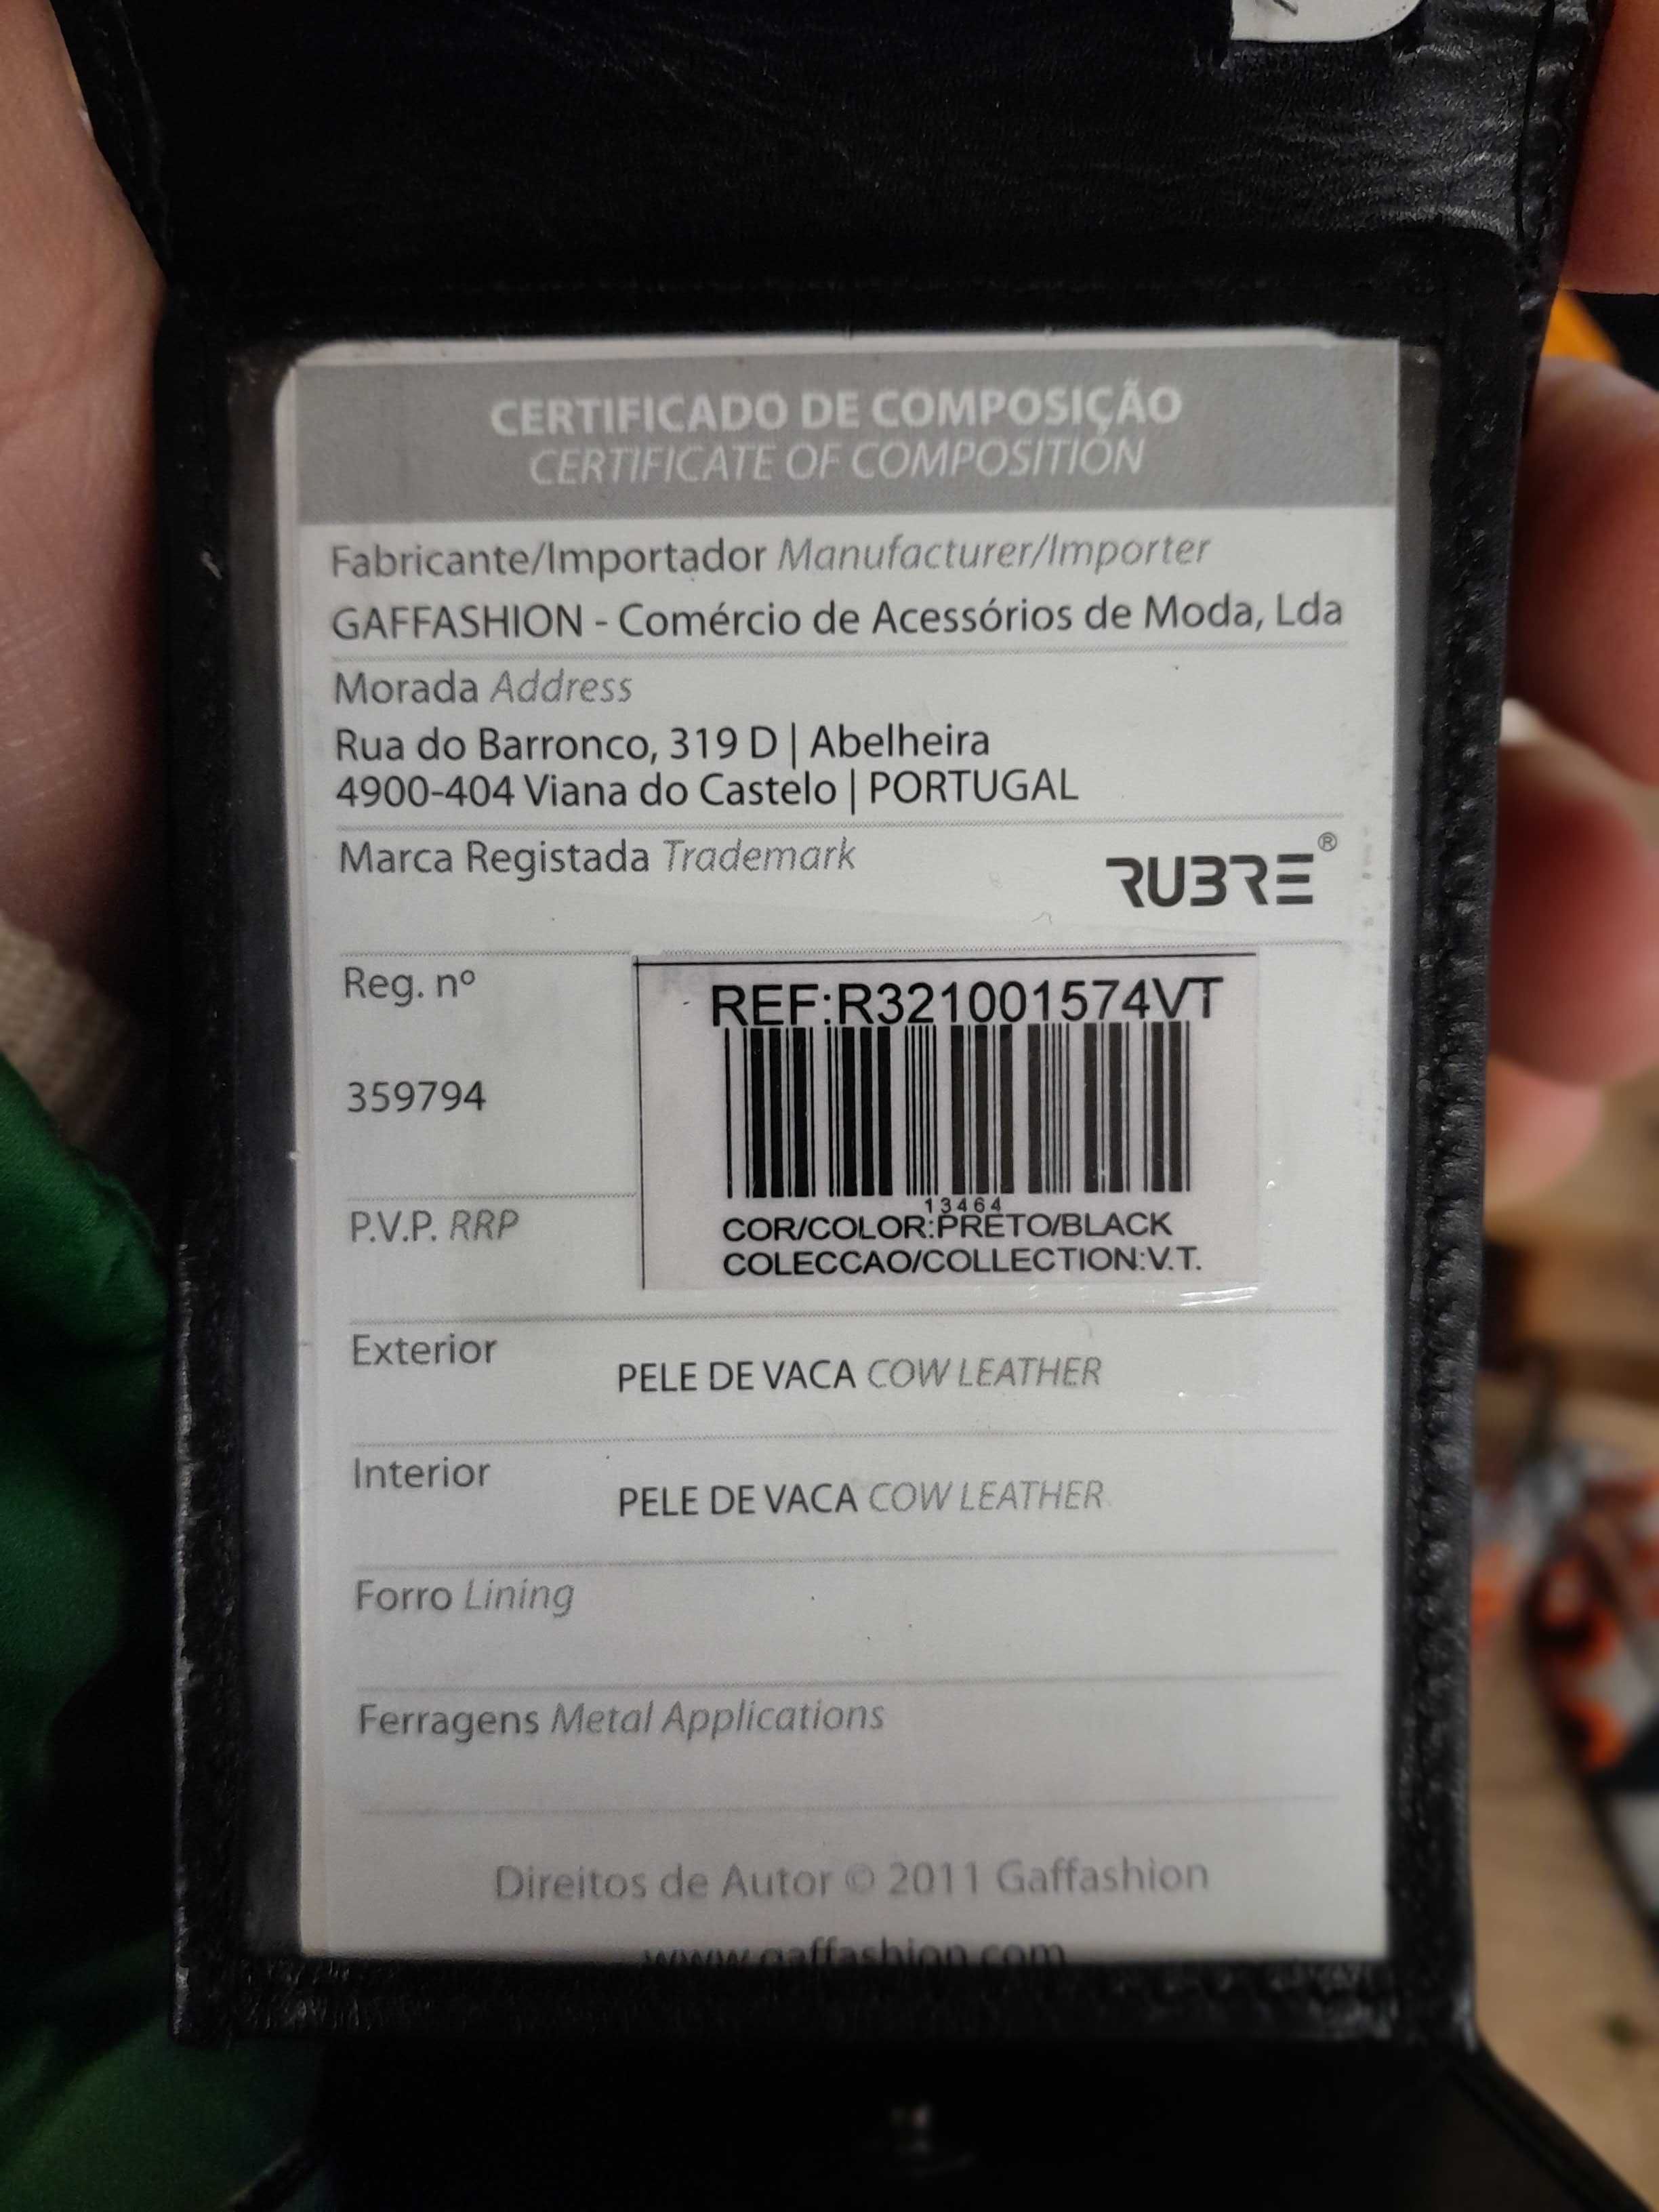 CERTIFICADO DE COMPOSIÇÃO
CERTIFICATE OF COMPOSITION
Fabricante/Importador Manufacturer/Importer
GAFFASHION - Comércio de Acessórios de Moda, Lda
Morada Address
Rua do Barronco, 319 D | Abelheira
4900-404 Viana do Castelo | PORTUGAL
Marca Registada Trademark
RUBRE®
Reg. nº
359794
REF:R321001574VT
13464
COR/COLOR:PRETO/BLACK
COLECCAO/COLLECTION:V.T.
P.V.P. RRP
Exterior
PELE DE VACA COW LEATHER
Interior
PELE DE VACA COW LEATHER
Forro Lining
Ferragens Metal Applications
Direitos de Autor © 2011 Gaffashion
www.gaffashion.com